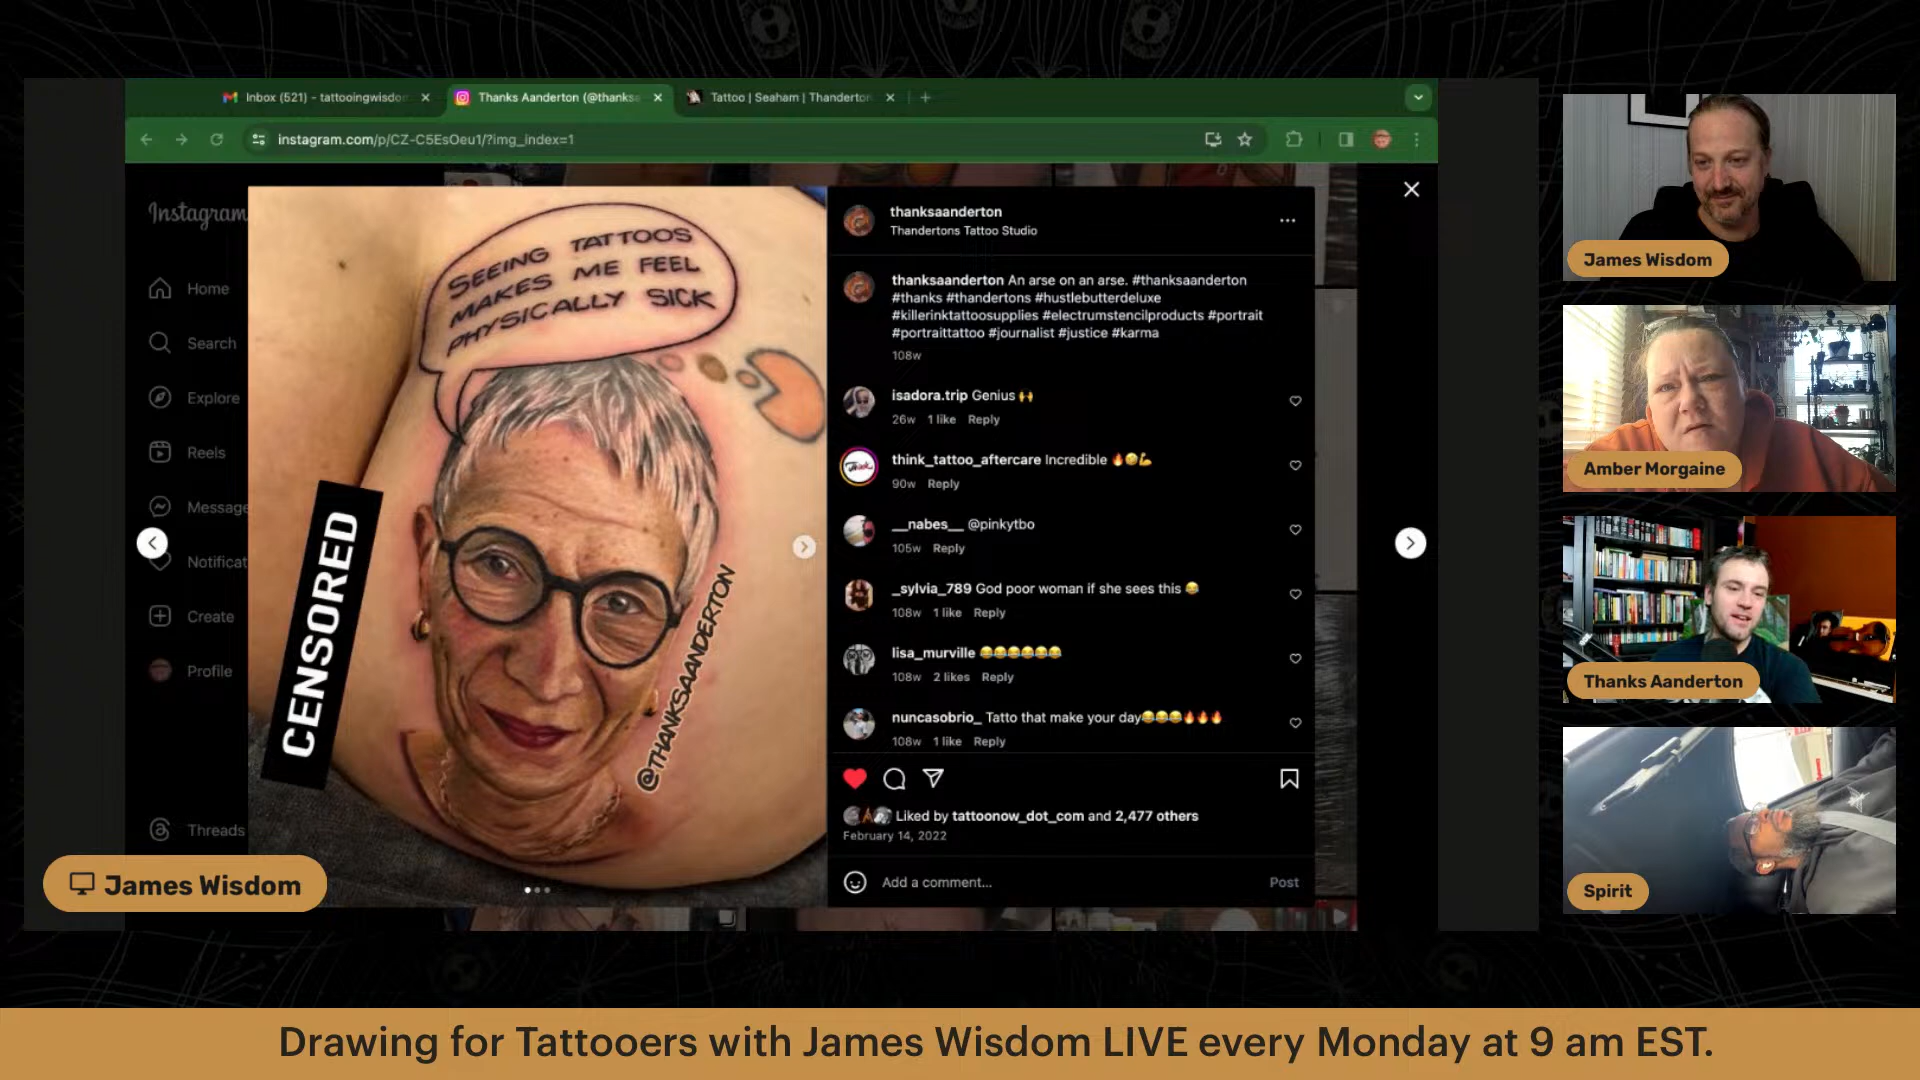 Inbox (521) - tattooingwisdo
Thanks Aanderton (@thanks
Tattoo | Seaham | Thanderton
instagram.com/p/CZ-C5EsOeu1/?img_index=1
Instagram
Home
Search
Explore
Reels
Message
Notificat
Create
Profile
Threads
SEEING TATTOOS
MAKES ME FEEL
PHYSICALLY SICK
CENSORED
@THANKSAANDERTON
thanksaanderton
Thandertons Tattoo Studio
thanksaanderton An arse on an arse. #thanksaanderton
#thanks #thandertons #hustlebutterdeluxe
#killerinktattoosupplies #electrumstencilproducts #portrait
#portraittattoo #journalist #justice #karma
108w
isadora.trip Genius 🙌
26w 1 like Reply
think_tattoo_aftercare Incredible 🔥🤣💪
90w Reply
__nabes__ @pinkytbo
105w Reply
_sylvia_789 God poor woman if she sees this 😂
108w 1 like Reply
lisa_murville 😂😂😂😂😂😂
108w 2 likes Reply
nuncasobrio_ Tatto that make your day😂😂😂🔥🔥🔥
108w 1 like Reply
Liked by tattoonow_dot_com and 2,477 others
February 14, 2022
Add a comment...
Post
James Wisdom
James Wisdom
Amber Morgaine
Thanks Aanderton
Spirit
Drawing for Tattooers with James Wisdom LIVE every Monday at 9 am EST.